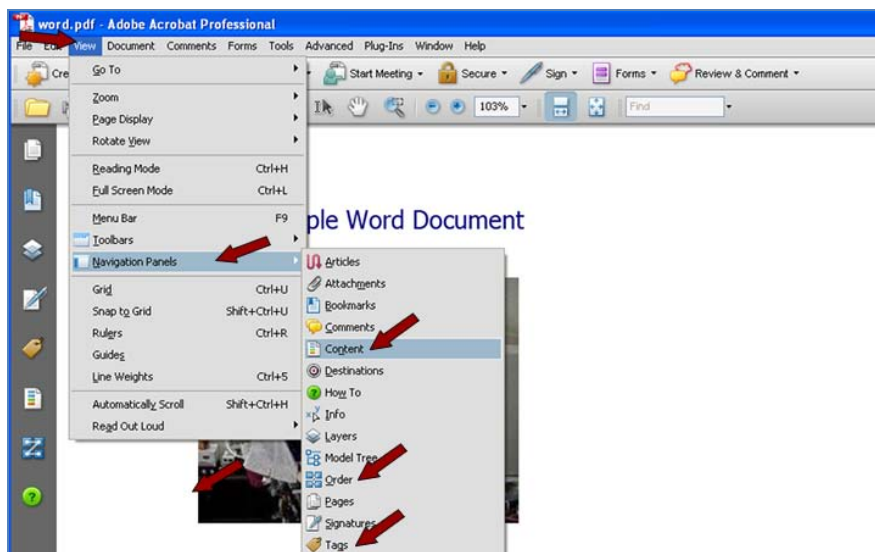 word.pdf - Adobe Acrobat Professional
File Edit View Document Comments Forms Tools Advanced Plug-Ins Window Help
Cre Start Meeting Secure Sign Forms Review & Comment
103% Find
Go To
Zoom
Page Display
Rotate View
Reading Mode Ctrl+H
Full Screen Mode Ctrl+L
Menu Bar F9
Toolbars
Navigation Panels
Grid Ctrl+U
Snap to Grid Shift+Ctrl+U
Rulers Ctrl+R
Guides
Line Weights Ctrl+5
Automatically Scroll Shift+Ctrl+H
Read Out Loud
ple Word Document
Articles
Attachments
Bookmarks
Comments
Content
Destinations
How To
Info
Layers
Model Tree
Order
Pages
Signatures
Tags